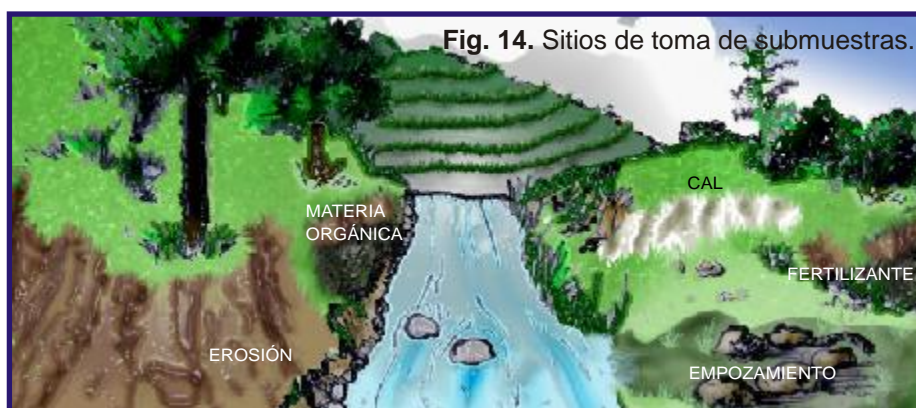 Fig. 14. Sitios de toma de submuestras.
CAL
MATERIA
ORGÁNICA
FERTILIZANTE
EROSIÓN
EMPOZAMIENTO